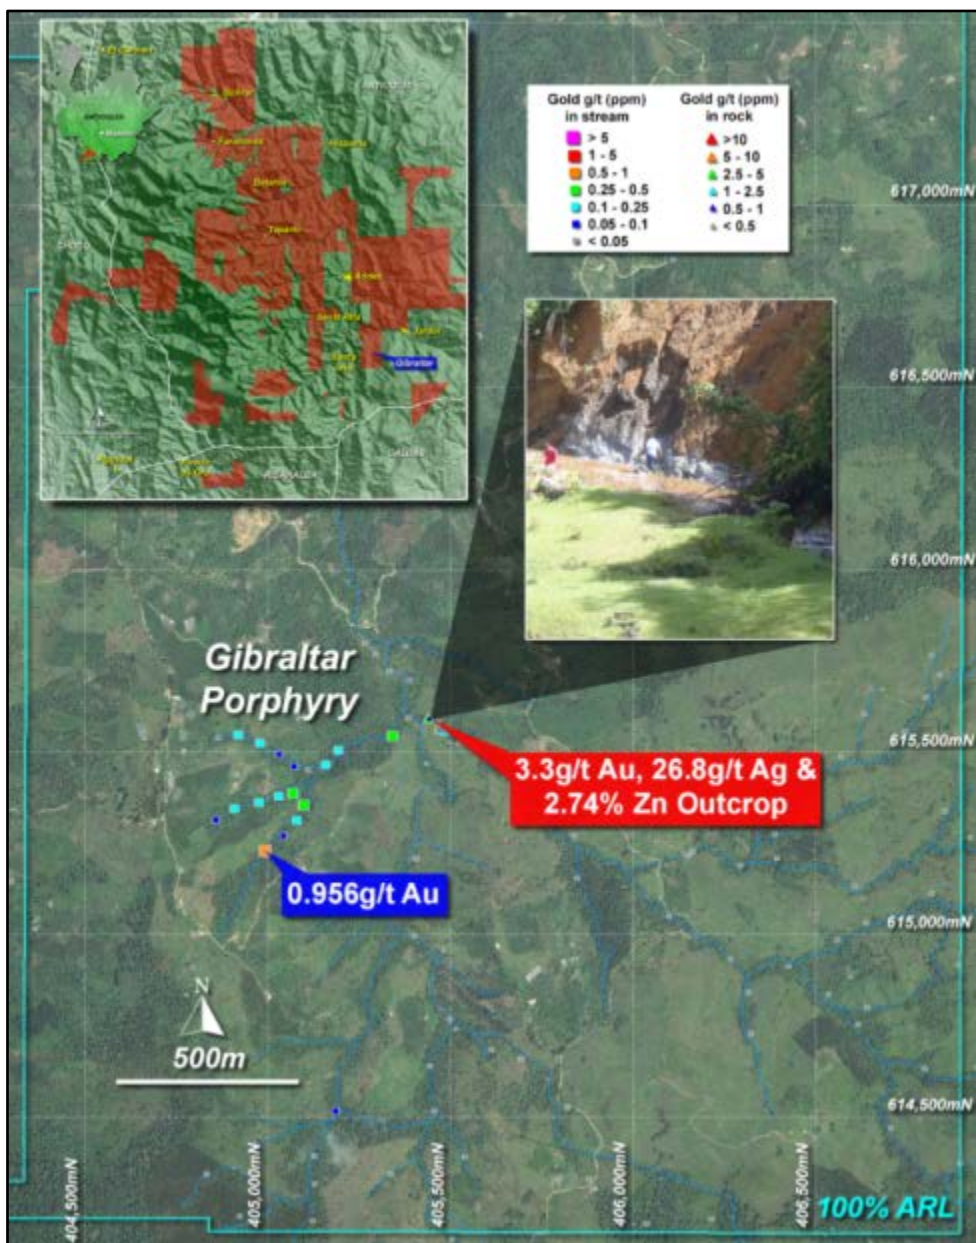 Gold g/t (ppm)
in stream
> 5
1 - 5
0.5 - 1
0.25 - 0.5
0.1 - 0.25
0.05 - 0.1
< 0.05
Gold g/t (ppm)
in rock
>10
5 - 10
2.5 - 5
1 - 2.5
0.5 - 1
< 0.5
Gibraltar
617,000mN
616,500mN
616,000mN
615,500mN
615,000mN
614,500mN
Gibraltar
Porphyry
3.3g/t Au, 26.8g/t Ag &
2.74% Zn Outcrop
0.956g/t Au
N
500m
404,500mN
405,000mN
405,500mN
406,000mN
406,500mN
100% ARL